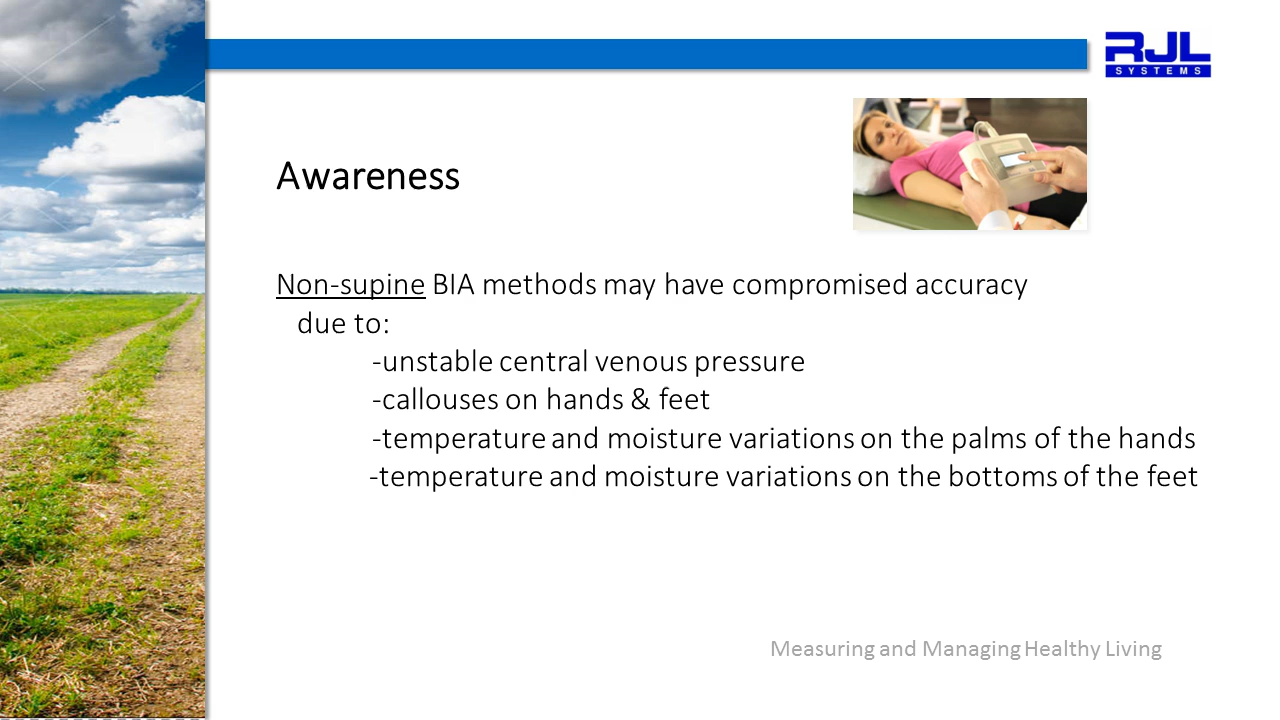 RJL
SYSTEMS
Awareness
Non-supine BIA methods may have compromised accuracy
due to:
-unstable central venous pressure
-callouses on hands & feet
-temperature and moisture variations on the palms of the hands
-temperature and moisture variations on the bottoms of the feet
Measuring and Managing Healthy Living